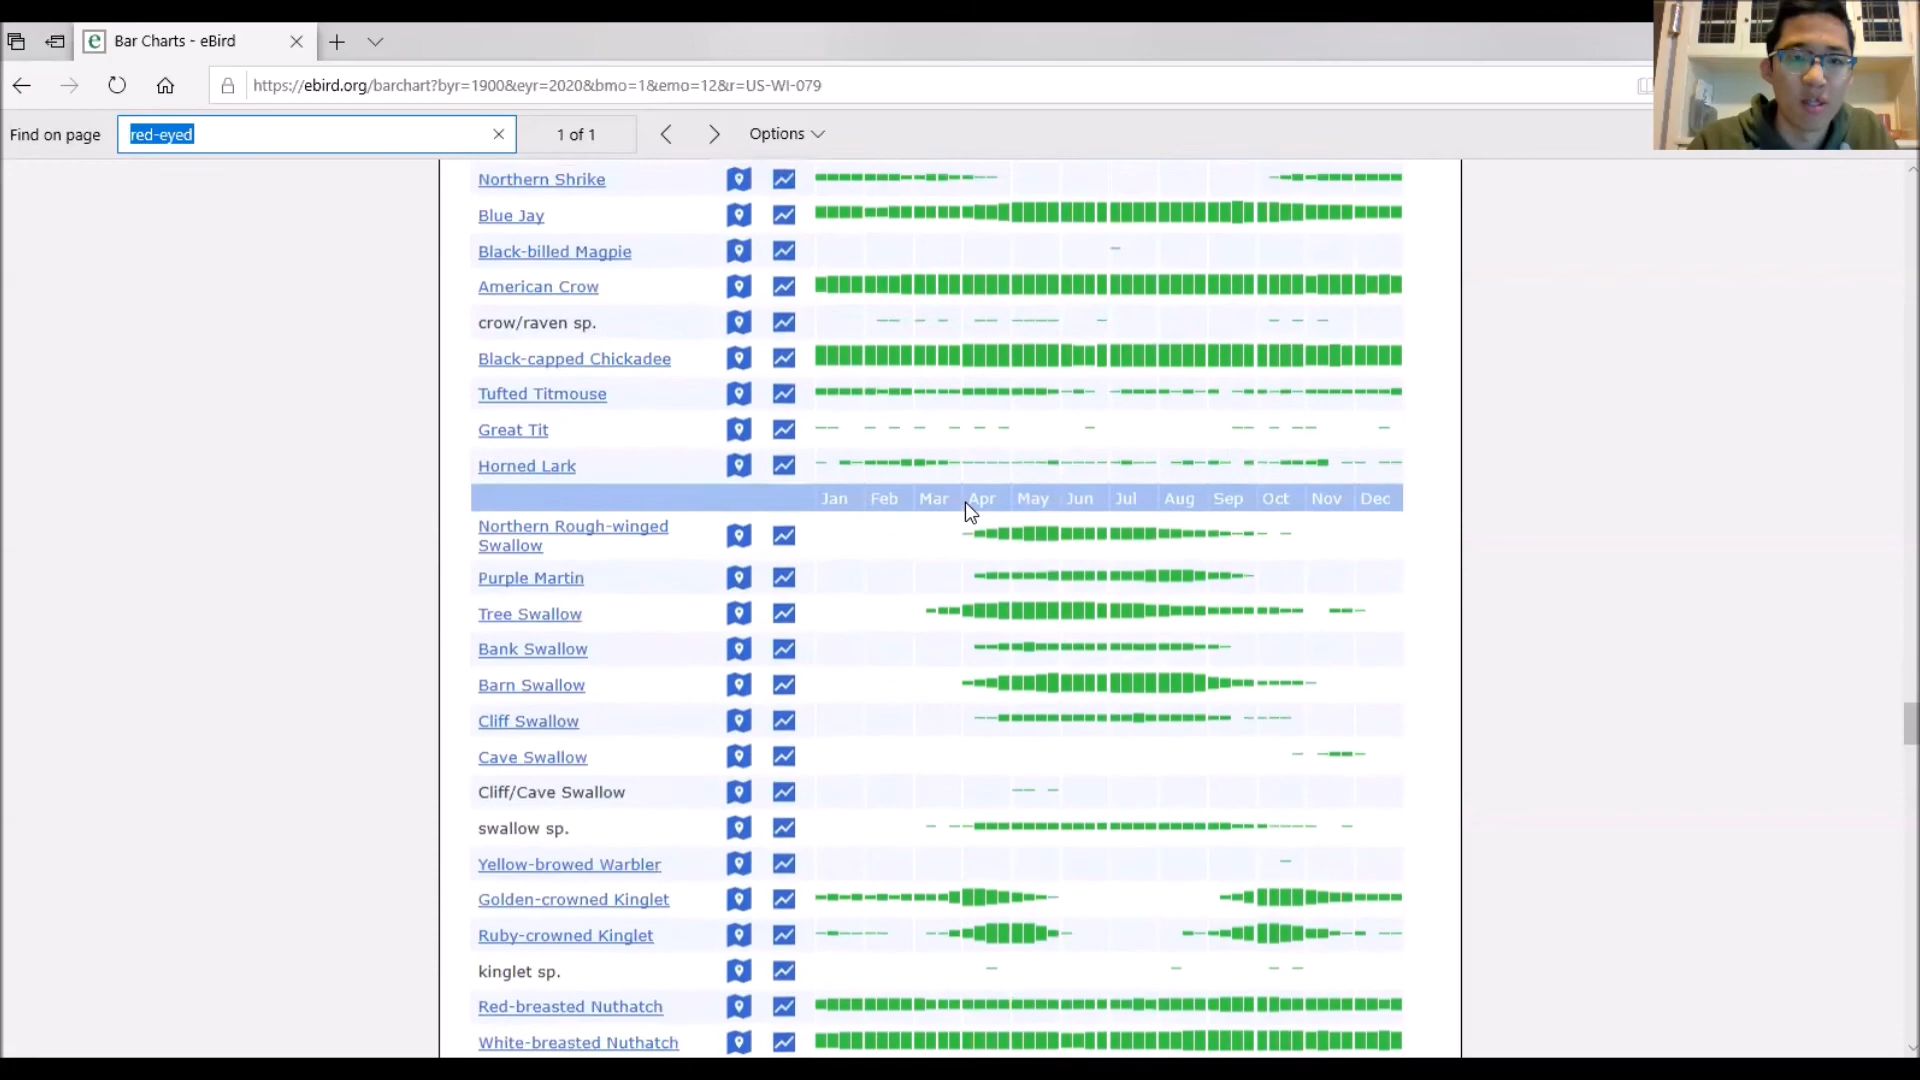 Bar Charts - eBird
https://ebird.org/barchart?byr=1900&eyr=2020&bmo=1&emo=12&r=US-WI-079
Find on page red-eyed 1 of 1 Options
Northern Shrike
Blue Jay
Black-billed Magpie
American Crow
crow/raven sp.
Black-capped Chickadee
Tufted Titmouse
Great Tit
Horned Lark
Jan Feb Mar Apr May Jun Jul Aug Sep Oct Nov Dec
Northern Rough-winged
Swallow
Purple Martin
Tree Swallow
Bank Swallow
Barn Swallow
Cliff Swallow
Cave Swallow
Cliff/Cave Swallow
swallow sp.
Yellow-browed Warbler
Golden-crowned Kinglet
Ruby-crowned Kinglet
kinglet sp.
Red-breasted Nuthatch
White-breasted Nuthatch